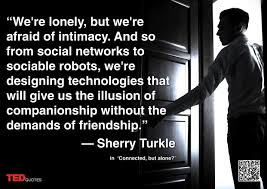 “We're lonely, but we're
afraid of intimacy. And so
from social networks to
sociable robots, we're
designing technologies that
will give us the illusion of
companionship without the
demands of friendship.”
— Sherry Turkle
in "Connected, but alone?"
TEDQUOTES